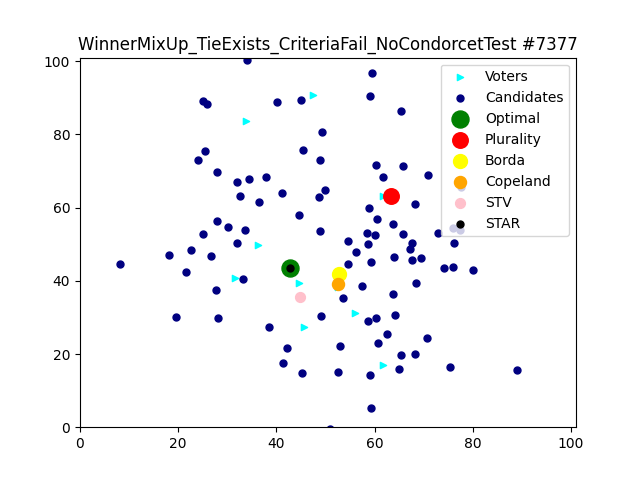 WinnerMixUp_TieExists_CriteriaFail_NoCondorcetTest #7377
100
80
60
40
20
0
0 20 40 60 80 100
Voters
Candidates
Optimal
Plurality
Borda
Copeland
STV
STAR